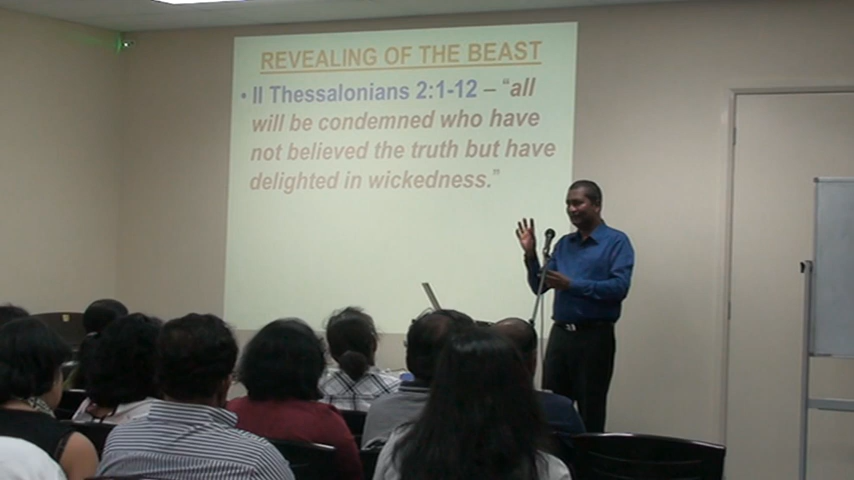 REVEALING OF THE BEAST
• II Thessalonians 2:1-12 – “all
will be condemned who have
not believed the truth but have
delighted in wickedness.”